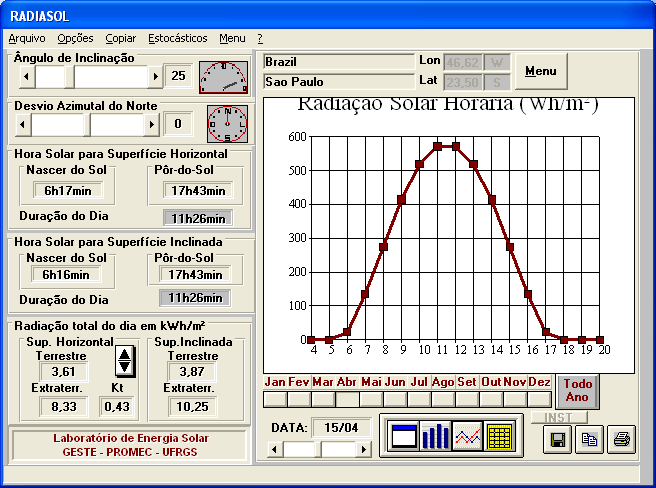 RADIASOL
Arquivo Opções Copiar Estocásticos Menu ?
Ângulo de Inclinação
25
Desvio Azimutal do Norte
0
N
S
Hora Solar para Superfície Horizontal
Nascer do Sol Pôr-do-Sol
6h17min 17h43min
Duração do Dia 11h26min
Hora Solar para Superfície Inclinada
Nascer do Sol Pôr-do-Sol
6h16min 17h43min
Duração do Dia 11h26min
Radiação total do dia em kWh/m²
Sup. Horizontal Sup.Inclinada
Terrestre Terrestre
3,61 3,87
Extraterr. Kt Extraterr.
8,33 0,43 10,25
Laboratório de Energia Solar
GESTE - PROMEC - UFRGS
Brazil Lon 46,62 W
Sao Paulo Lat 23,50 S
Menu
Radiação Solar Horária (Wh/m²)
600
500
400
300
200
100
0
4 5 6 7 8 9 10 11 12 13 14 15 16 17 18 19 20
Jan Fev Mar Abr Mai Jun Jul Ago Set Out Nov Dez
Todo
Ano
DATA: 15/04
INST